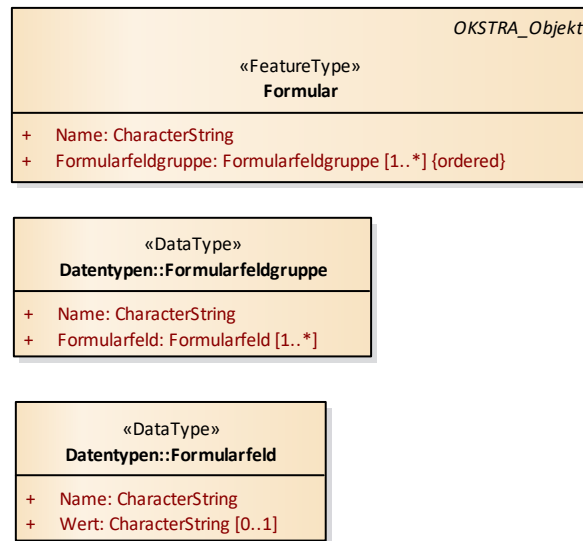 OKSTRA_Objekt
«FeatureType»
Formular
+ Name: CharacterString
+ Formularfeldgruppe: Formularfeldgruppe [1..*] {ordered}
«DataType»
Datentypen::Formularfeldgruppe
+ Name: CharacterString
+ Formularfeld: Formularfeld [1..*]
«DataType»
Datentypen::Formularfeld
+ Name: CharacterString
+ Wert: CharacterString [0..1]